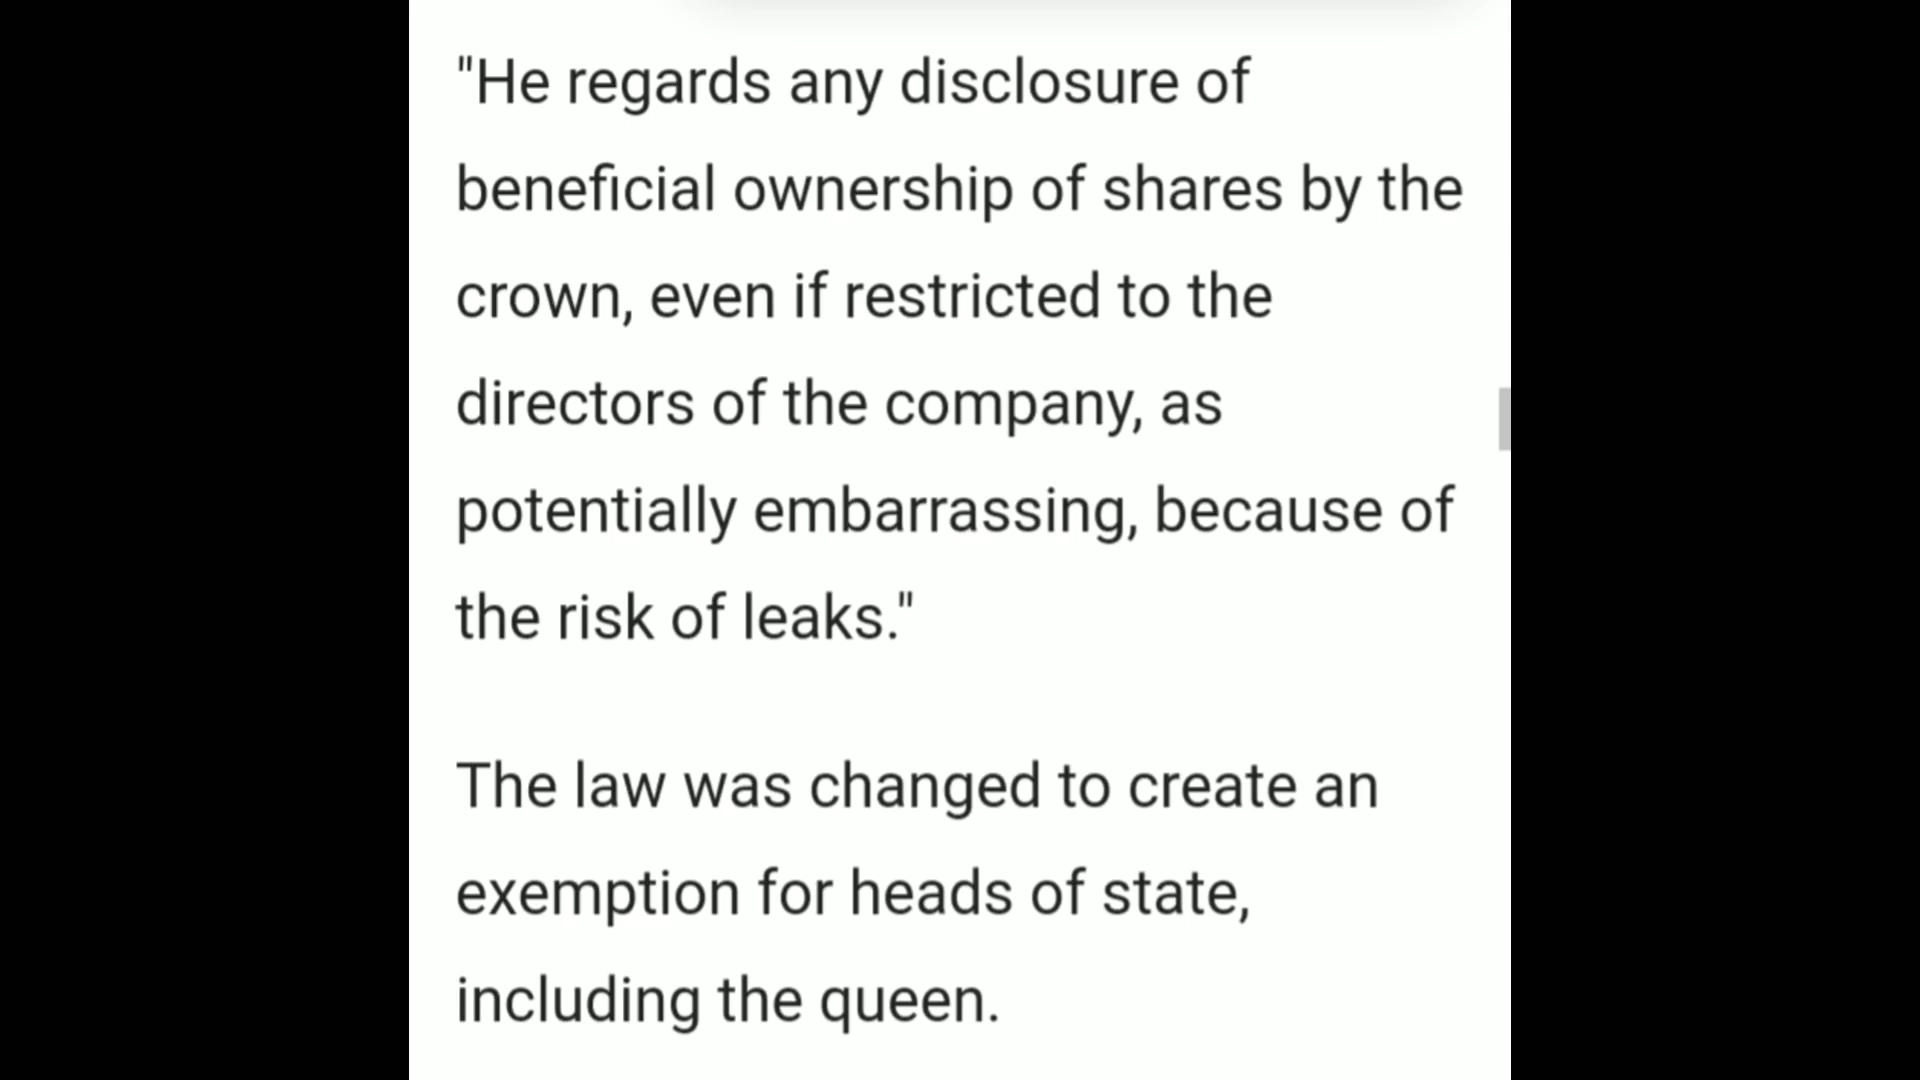 "He regards any disclosure of
beneficial ownership of shares by the
crown, even if restricted to the
directors of the company, as
potentially embarrassing, because of
the risk of leaks."
The law was changed to create an
exemption for heads of state,
including the queen.